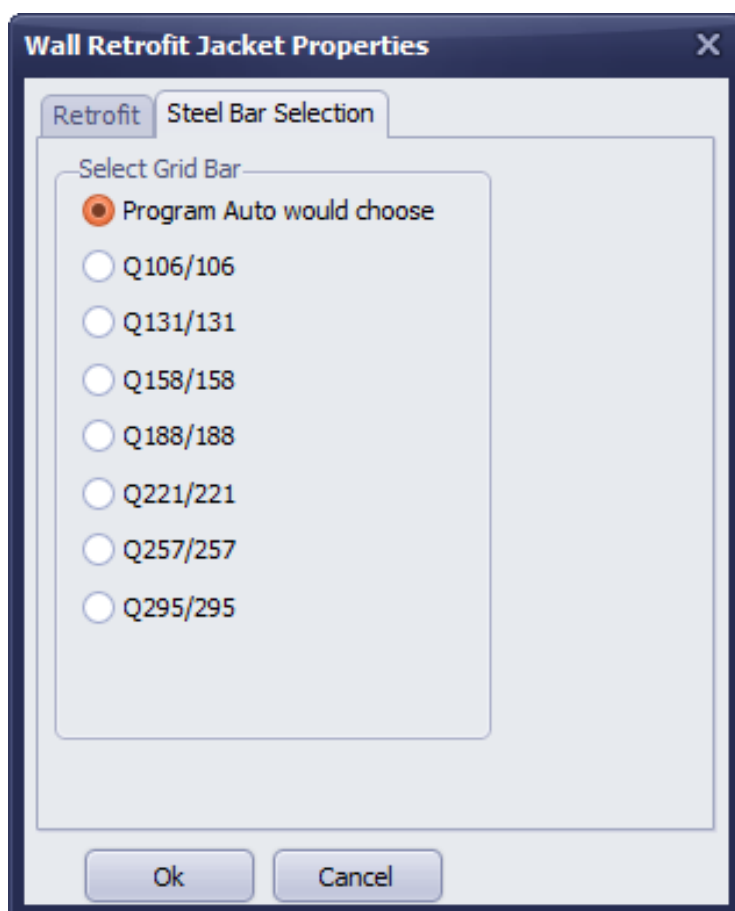 Wall Retrofit Jacket Properties
Retrofit Steel Bar Selection
Select Grid Bar
Program Auto would choose
Q106/106
Q131/131
Q158/158
Q188/188
Q221/221
Q257/257
Q295/295
Ok Cancel